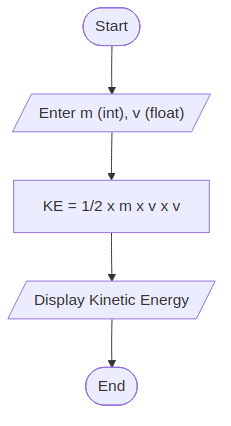 Start
Enter m (int), v (float)
KE = 1/2 x m x v x v
Display Kinetic Energy
End